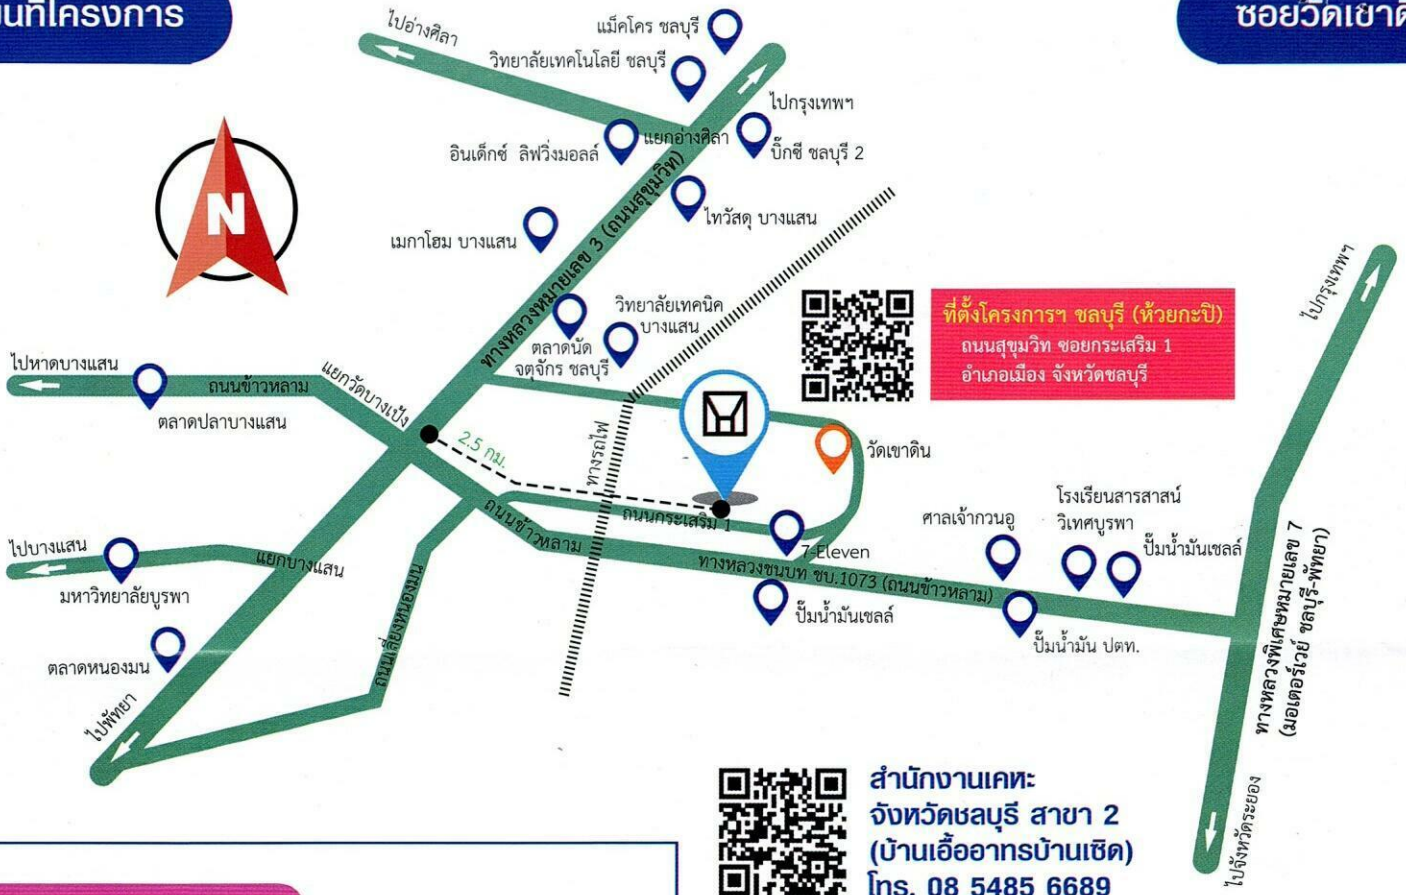 ซอยวัดเขาดิ
แม็คโคร ชลบุรี
ไปอ่างศิลา
วิทยาลัยเทคโนโลยี ชลบุรี
ไปกรุงเทพฯ
แยกอ่างศิลา
บิ๊กซี ชลบุรี 2
อินเด็กซ์ ลิฟวิ่งมอลล์
N
ไทวัสดุ บางแสน
เมกาโฮม บางแสน
ทางหลวงหมายเลข 3 (ถนนสุขุมวิท)
ไปกรุงเทพฯ
วิทยาลัยเทคนิค
บางแสน
ตลาดนัด
จตุจักร ชลบุรี
ที่ตั้งโครงการฯ ชลบุรี (ห้วยกะปิ)
ถนนสุขุมวิท ซอยกระเสริม 1
อำเภอเมือง จังหวัดชลบุรี
ไปหาดบางแสน
ถนนข้าวหลาม
แยกวัดบางเป้ง
ตลาดปลาบางแสน
2.5 กม.
ทางรถไฟ
วัดเขาดิน
ถนนกระเสริม 1
ถนนข้าวหลาม
7-Eleven
ศาลเจ้ากวนอู
โรงเรียนสารสาสน์
วิเทศบูรพา
ปั๊มน้ำมันเชลล์
ไปบางแสน
แยกบางแสน
มหาวิทยาลัยบูรพา
ทางหลวงชนบท ชบ.1073 (ถนนข้าวหลาม)
ปั๊มน้ำมันเชลล์
ปั๊มน้ำมัน ปตท.
ถนนเลี่ยงหนองมน
ตลาดหนองมน
ไปพัทยา
ทางหลวงพิเศษหมายเลข 7
(มอเตอร์เวย์ ชลบุรี-พัทยา)
ไปจังหวัดระยอง
สำนักงานเคหะ
จังหวัดชลบุรี สาขา 2
(บ้านเอื้ออาทรบ้านเซิด)
โทร. 08 5485 6689